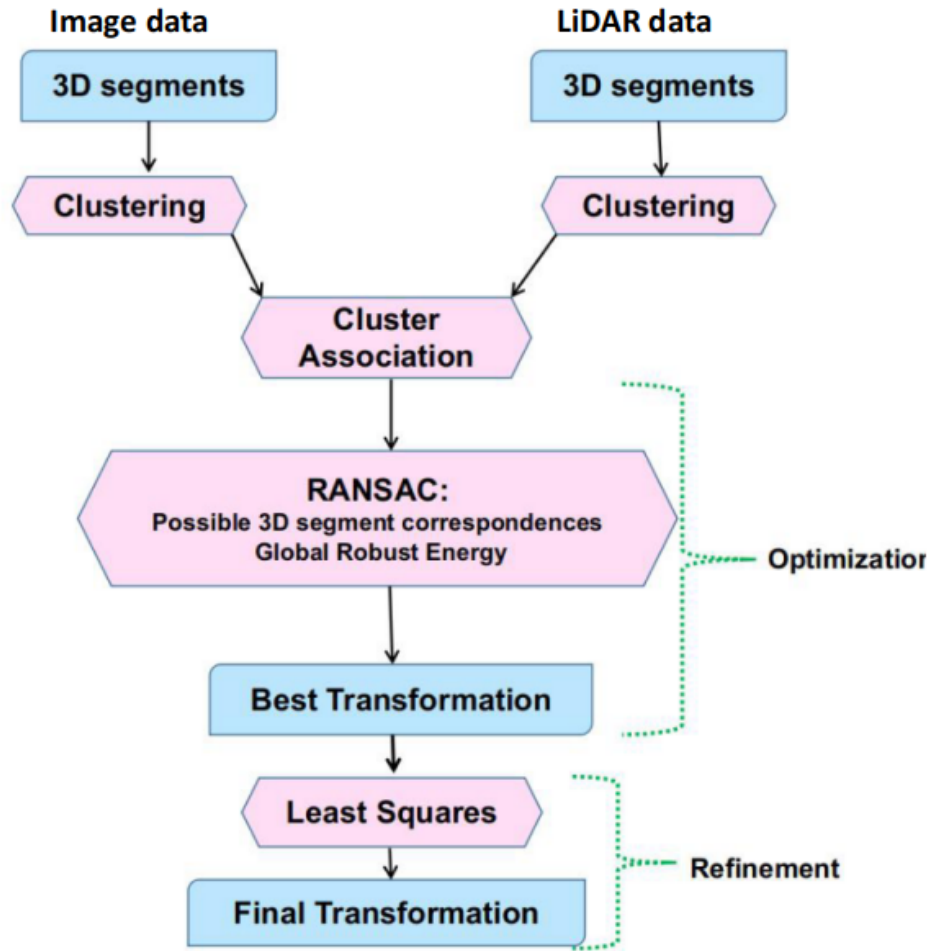 Image data
LiDAR data
3D segments
3D segments
Clustering
Clustering
Cluster
Association
RANSAC:
Possible 3D segment correspondences
Global Robust Energy
Optimization
Best Transformation
Least Squares
Refinement
Final Transformation